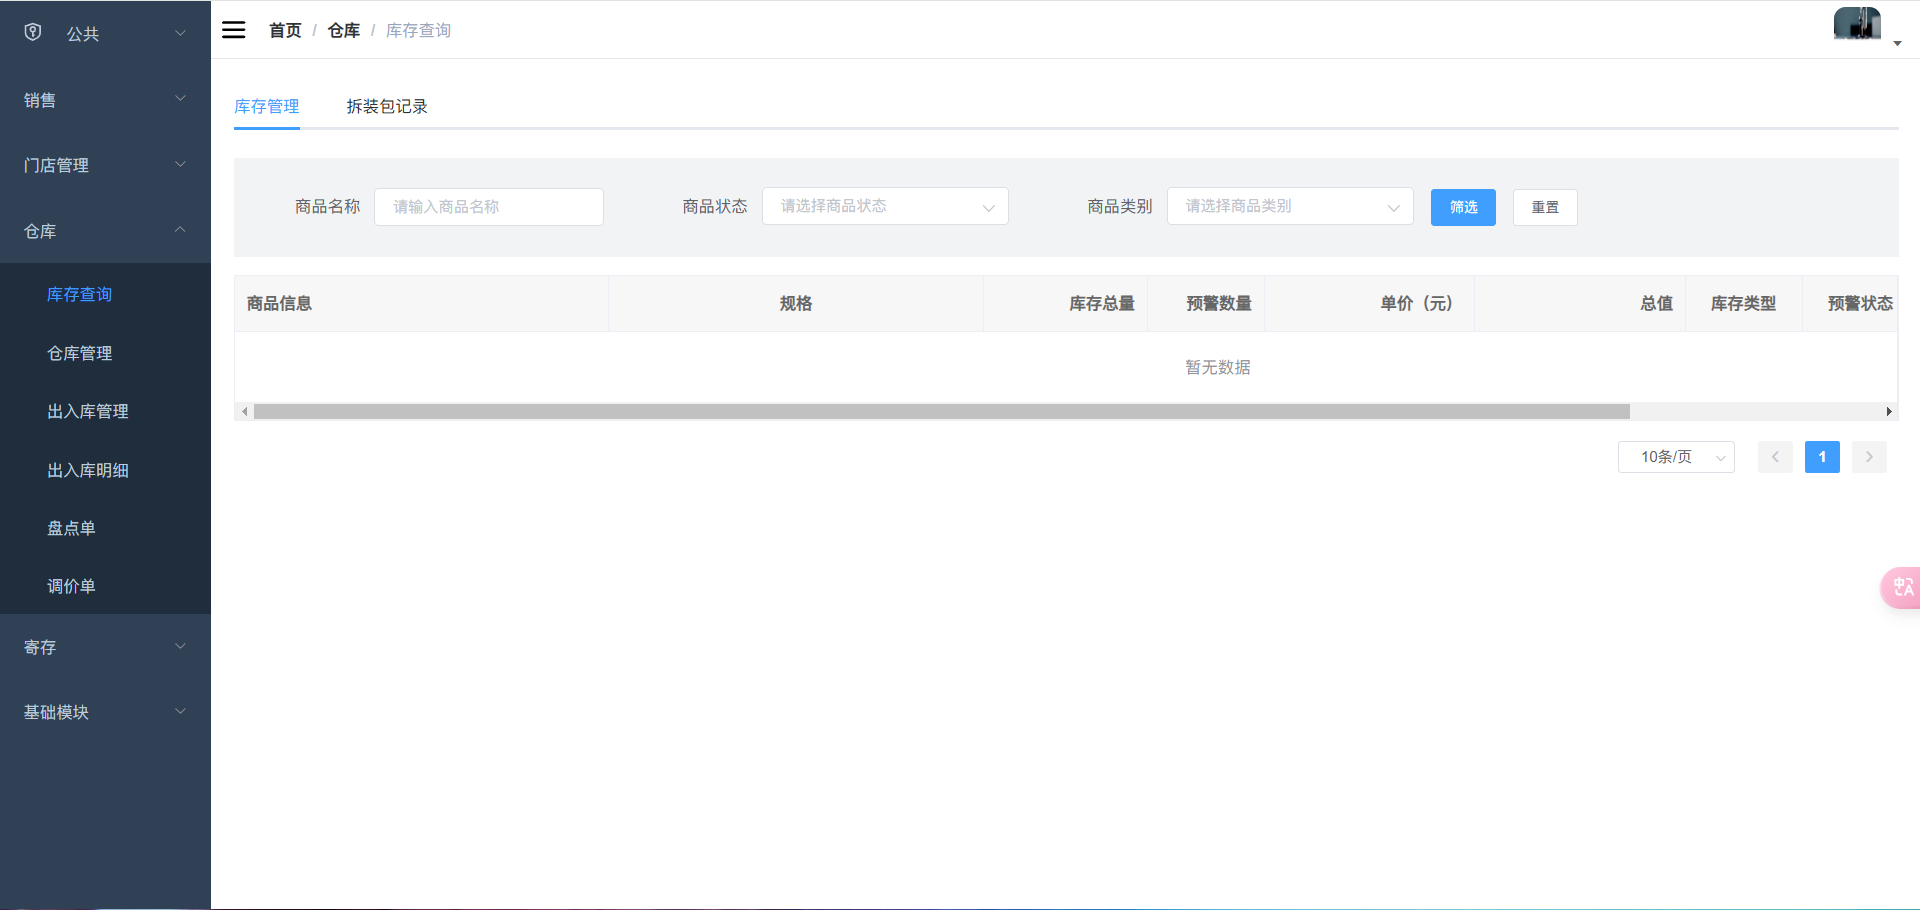 公共
销售
门店管理
仓库
库存查询
仓库管理
出入库管理
出入库明细
盘点单
调价单
寄存
基础模块
首页 / 仓库 / 库存查询
库存管理 拆装包记录
商品名称 请输入商品名称 商品状态 请选择商品状态 商品类别 请选择商品类别 筛选 重置
商品信息 规格 库存总量 预警数量 单价（元） 总值 库存类型 预警状态
暂无数据
10条/页 1